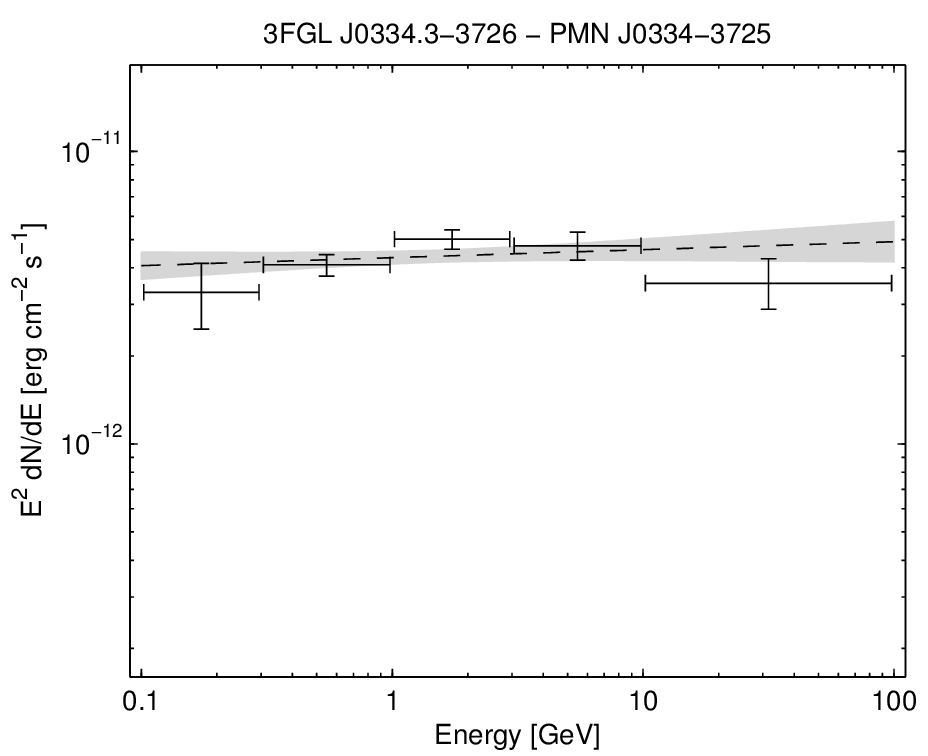 3FGL J0334.3−3726 − PMN J0334−3725
E² dN/dE [erg cm⁻² s⁻¹]
10⁻¹¹
10⁻¹²
0.1 1 10 100
Energy [GeV]